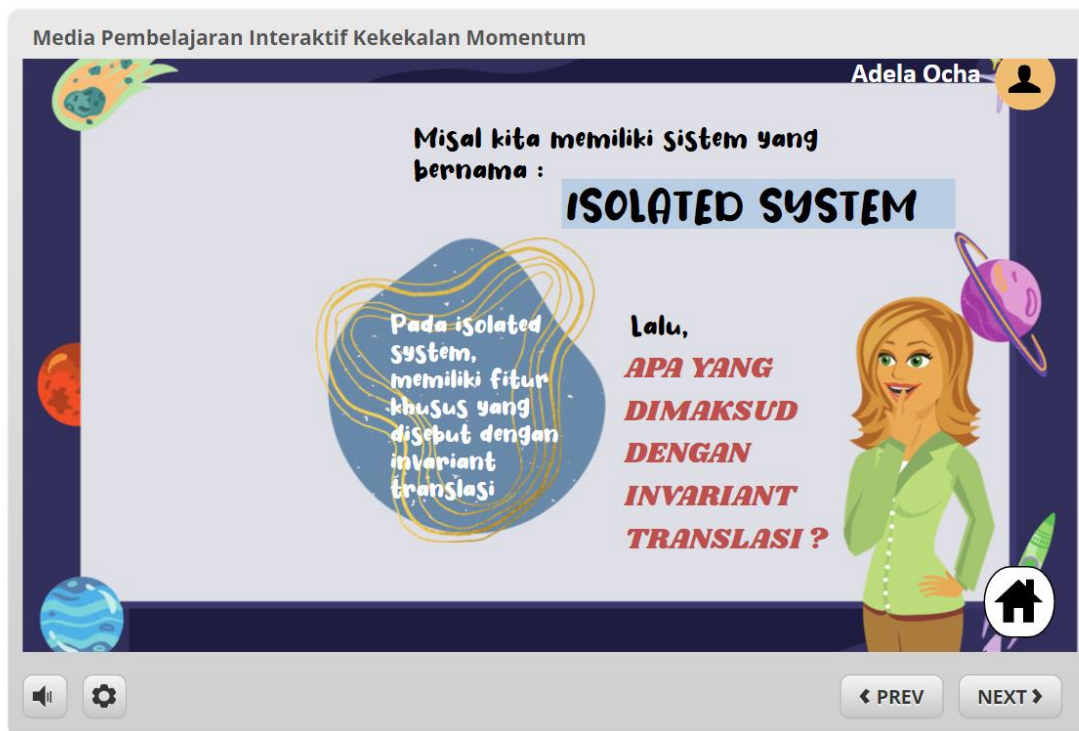 Media Pembelajaran Interaktif Kekekalan Momentum
Adela Ocha
Misal kita memiliki sistem yang
bernama :
ISOLATED SYSTEM
Pada isolated
system,
memiliki fitur
khusus yang
disebut dengan
invariant
translasi
Lalu,
APA YANG
DIMAKSUD
DENGAN
INVARIANT
TRANSLASI ?
PREV
NEXT